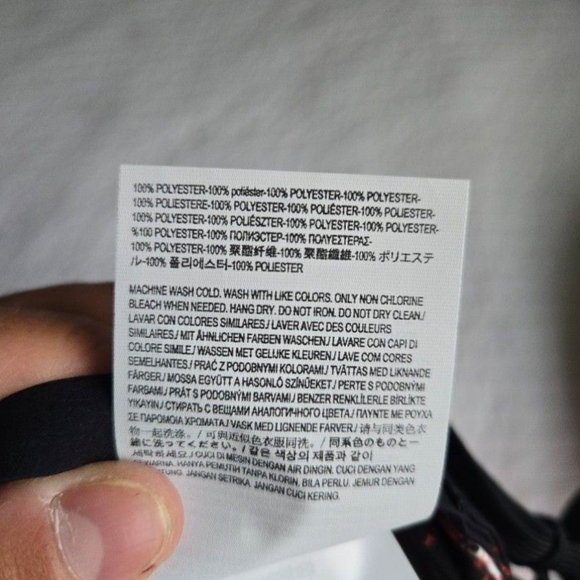 100% POLYESTER-100% poliéster-100% POLYESTER-100% POLYESTER-
100% POLIESTERE-100% POLYESTER-100% POLIÉSTER-100% POLIESTER-
100% POLYESTER-100% POLIÉSZTER-100% POLYESTER-100% POLYESTER-
%100 POLYESTER-100% ПОЛИЭСТЕР-100% ΠΟΛΥΕΣΤΕΡΑΣ-
100% POLYESTER-100% 聚酯纤维-100% 聚酯纖維-100% ポリエステ
ル-100% 폴리에스터-100% POLIESTER
MACHINE WASH COLD. WASH WITH LIKE COLORS. ONLY NON CHLORINE
BLEACH WHEN NEEDED. HANG DRY. DO NOT IRON. DO NOT DRY CLEAN./
LAVAR CON COLORES SIMILARES./ LAVER AVEC DES COULEURS
SIMILAIRES./ MIT ÄHNLICHEN FARBEN WASCHEN./ LAVARE CON CAPI DI
COLORE SIMILE./ WASSEN MET GELIJKE KLEUREN./ LAVE COM CORES
SEMELHANTES./ PRAĆ Z PODOBNYMI KOLORAMI./ TVÄTTAS MED LIKNANDE
FÄRGER./ MOSSA EGYÜTT A HASONLÓ SZÍNŰEKET./ PERTE S PODOBNÝMI
FARBAMI./ PRÁT S PODOBNÝMI BARVAMI./ BENZER RENKLİLERLE BİRLİKTE
YIKAYIN./ СТИРАТЬ С ВЕЩАМИ АНАЛОГИЧНОГО ЦВЕТА./ ΠΛΥΝΤΕ ΜΕ ΡΟΥΧΑ
ΣΕ ΠΑΡΟΜΟΙΑ ΧΡΩΜΑΤΑ./ VASK MED LIGNENDE FARVER./ 请与同类色衣
物一起洗涤。/ 可與近似色衣服同洗。/ 同系色のものと一
緒に洗ってください。/ 같은 색상의 제품과 같이
세탁하세요./ CUCI DI MESIN DENGAN AIR DINGIN. CUCI DENGAN YANG
HANYA PEMUTIH TANPA KLORIN, BILA PERLU. JEMUR DENGAN
JANGAN SETRIKA. JANGAN CUCI KERING.